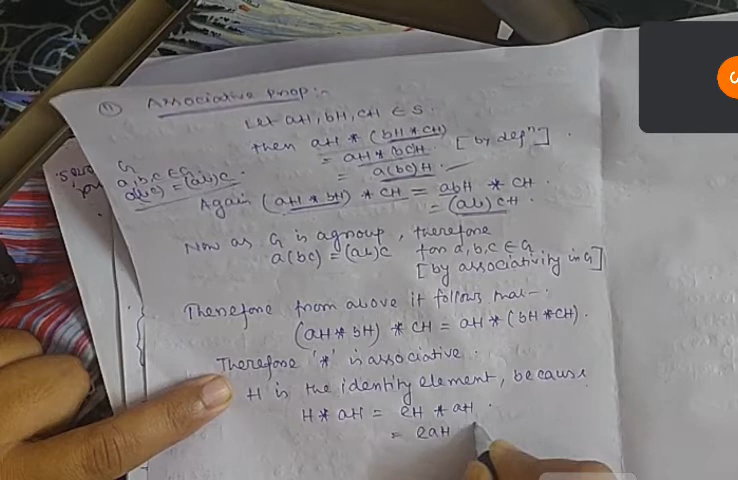 ii) Associative prop :-
Let aH, bH, cH ∈ S.
then aH * (bH * cH)
= aH * bcH [by defⁿ].
= a(bc)H.
G
a,b,c ∈ G
a(bc) = (ab)c.
Again (aH * bH) * cH = abH * cH.
= (ab)cH.
Now as G is a group, therefore
a(bc) = (ab)c for a,b,c ∈ G
[by associativity in G]
Therefore from above it follows that -
(aH * bH) * cH = aH * (bH * cH).
Therefore '*' is associative.
H is the identity element, because
H * aH = eH * aH.
= eaH